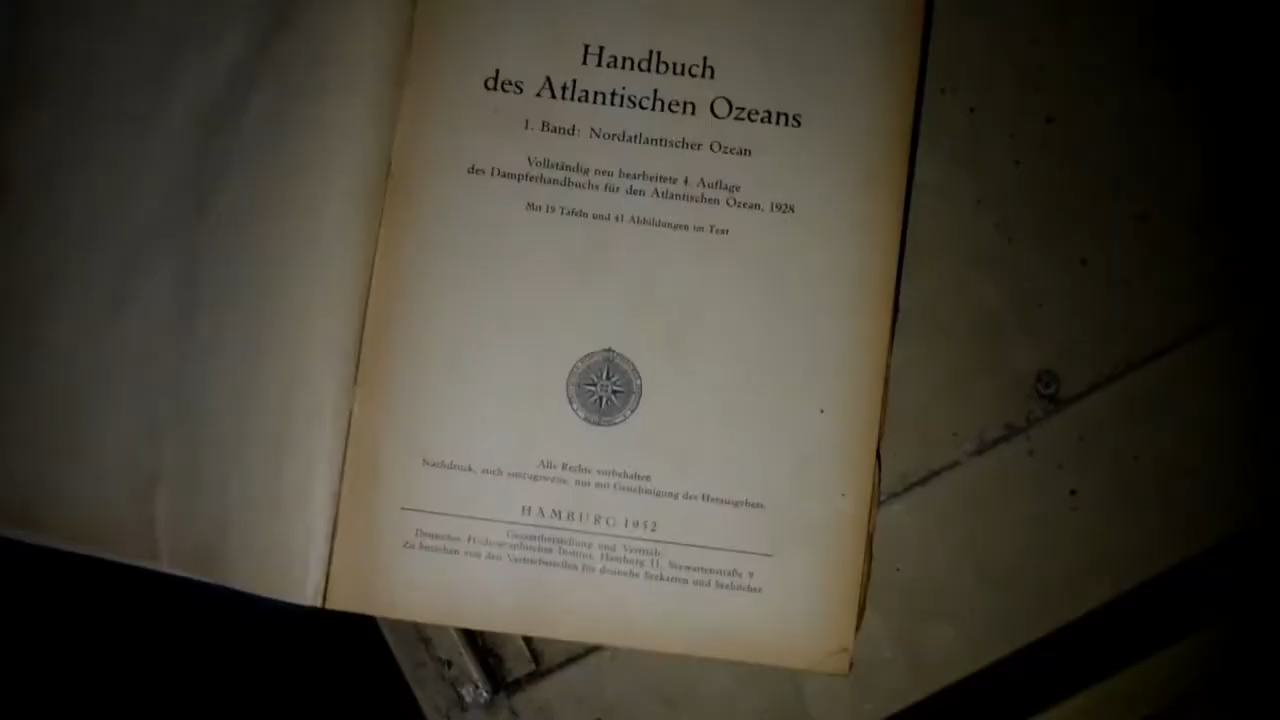 Handbuch
des Atlantischen Ozeans
1. Band: Nordatlantischer Ozean
Vollständig neu bearbeitete 4. Auflage
des Dampferhandbuchs für den Atlantischen Ozean, 1928
Mit 19 Tafeln und 41 Abbildungen im Text
Alle Rechte vorbehalten
Nachdruck, auch auszugsweise, nur mit Genehmigung des Herausgebers.
HAMBURG 1952
Gesamtherstellung und Vertrieb:
Deutsches Hydrographisches Institut, Hamburg 11, Seewartenstraße 9
Zu beziehen von den Vertriebsstellen für deutsche Seekarten und Seebücher